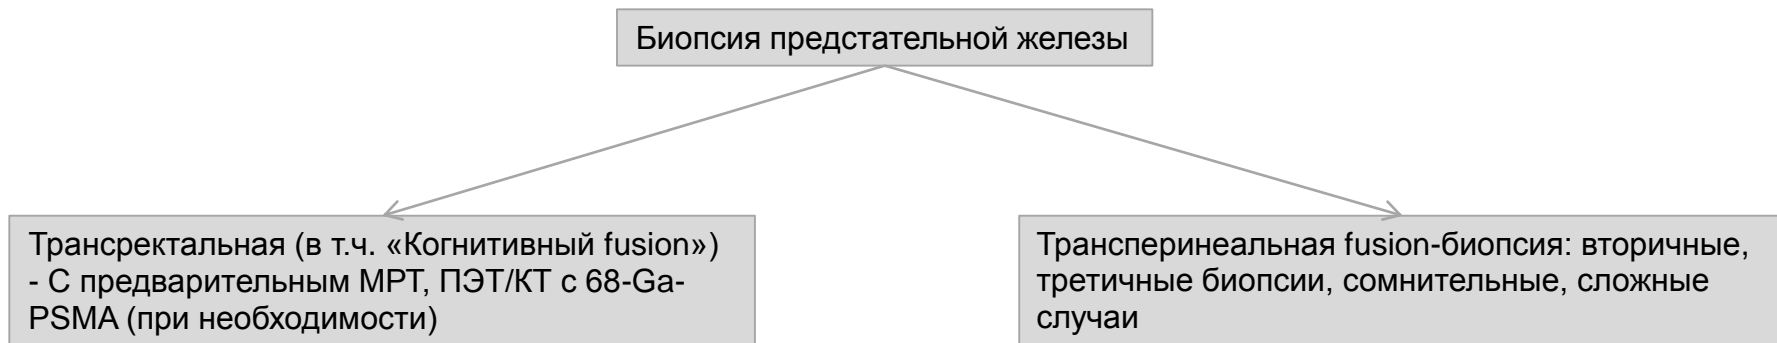 Биопсия предстательной железы
Трансректальная (в т.ч. «Когнитивный fusion»)
- С предварительным МРТ, ПЭТ/КТ с 68-Ga-
PSMA (при необходимости)
Трансперинеальная fusion-биопсия: вторичные,
третичные биопсии, сомнительные, сложные
случаи